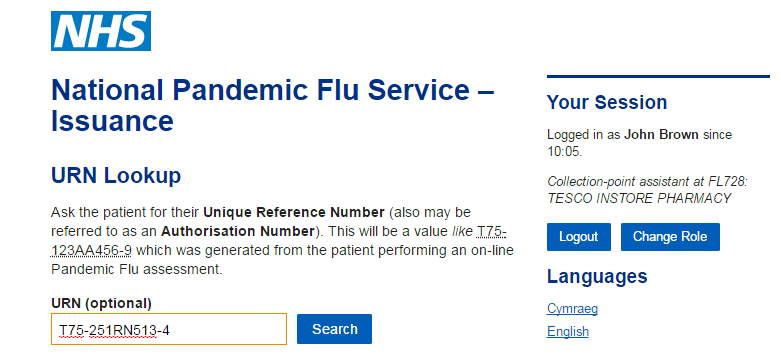 NHS
National Pandemic Flu Service –
Issuance
URN Lookup
Ask the patient for their Unique Reference Number (also may be
referred to as an Authorisation Number). This will be a value like T75-
123AA456-9 which was generated from the patient performing an on-line
Pandemic Flu assessment.
URN (optional)
T75-251RN513-4
Search
Your Session
Logged in as John Brown since
10:05.
Collection-point assistant at FL728:
TESCO INSTORE PHARMACY
Logout
Change Role
Languages
Cymraeg
English